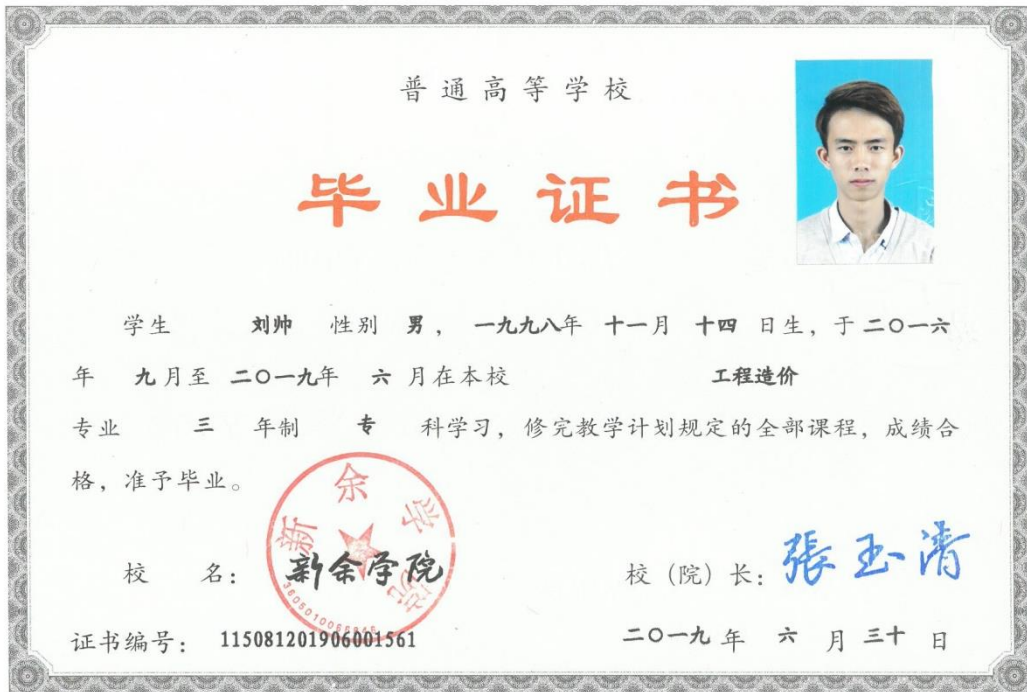 普通高等学校
毕业证书
学生 刘帅 性别 男， 一九九八年 十一月 十四 日生，于 二〇一六
年 九月至 二〇一九年 六 月在本校 工程造价
专业 三 年制 专 科学习，修完教学计划规定的全部课程，成绩合
格，准予毕业。
新余学院
校 名： 新余学院
校（院）长：張玉清
证书编号： 115081201906001561
二〇一九 年 六 月 三十 日